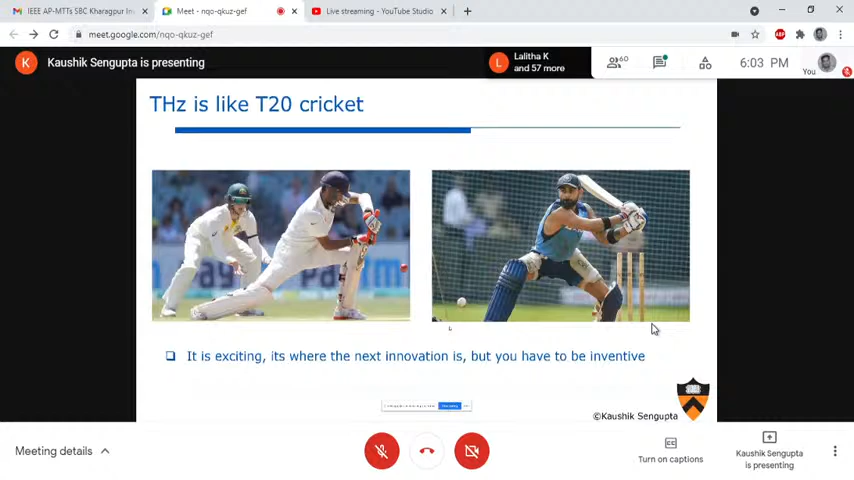 IEEE AP-MTTs SBC Kharagpur In
Meet - nqo-qkuz-gef
Live streaming - YouTube Studio
meet.google.com/nqo-qkuz-gef
ABP
K
Kaushik Sengupta is presenting
L
Lalitha K
and 57 more
60
6:03 PM
You
THz is like T20 cricket
Paytm
It is exciting, its where the next innovation is, but you have to be inventive
©Kaushik Sengupta
Meeting details
Turn on captions
Kaushik Sengupta
is presenting